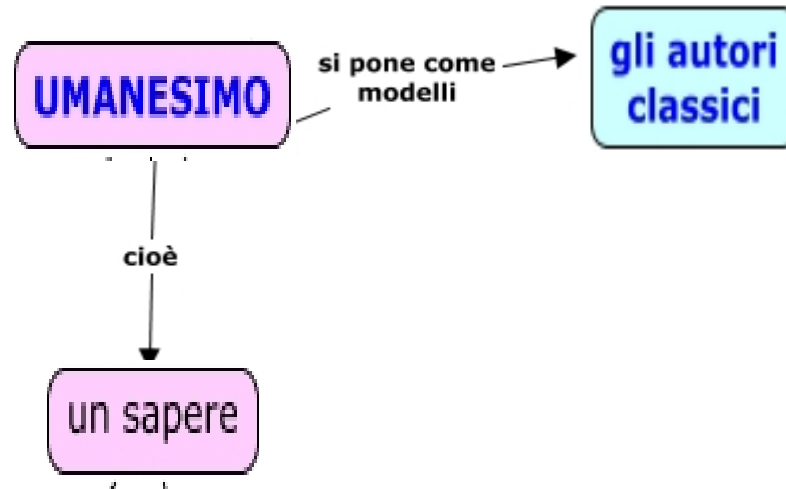 UMANESIMO
si pone come
modelli
gli autori
classici
cioè
un sapere